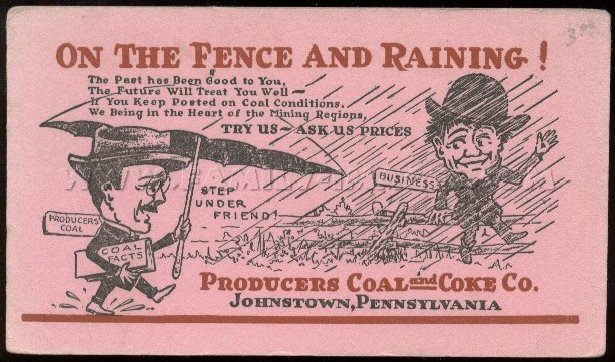 ON THE FENCE AND RAINING!
The Past has Been Good to You,
The Future Will Treat You Well —
If You Keep Posted on Coal Conditions.
We Being in the Heart of the Mining Regions.
TRY US — ASK US PRICES
BUSINESS
STEP
UNDER
FRIEND!
PRODUCERS
COAL
COAL
FACTS
PRODUCERS COAL and COKE CO.
JOHNSTOWN, PENNSYLVANIA